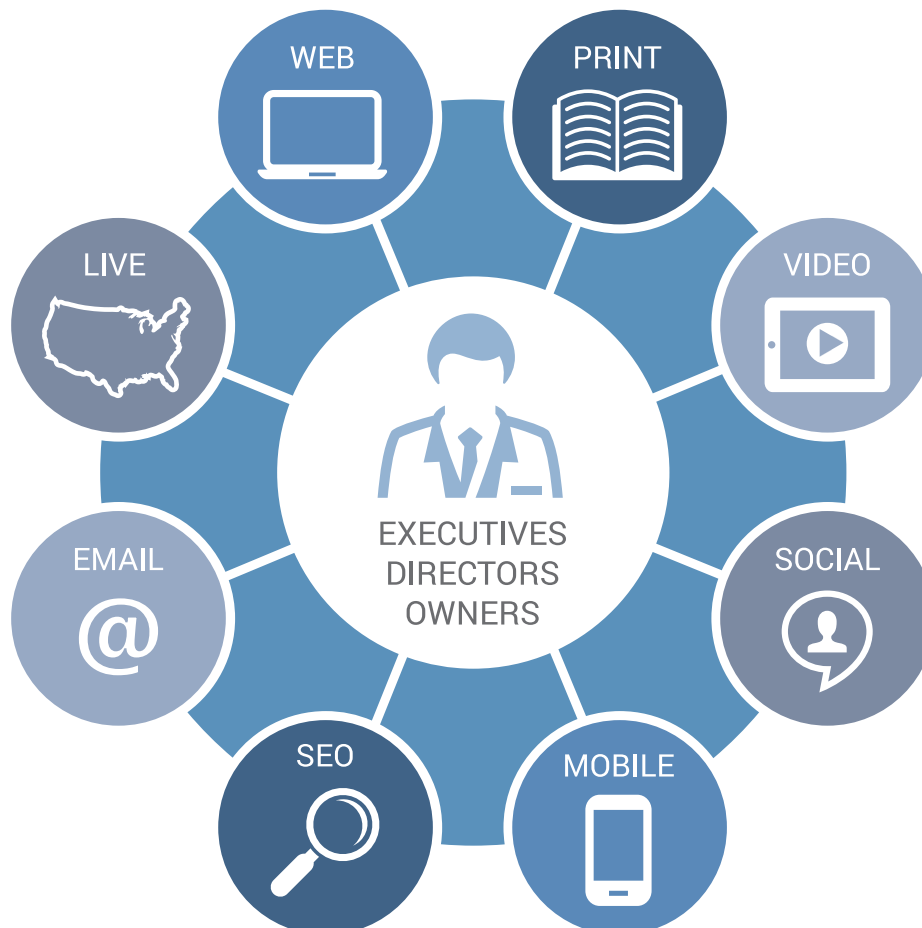 WEB
PRINT
LIVE
VIDEO
EXECUTIVES
DIRECTORS
OWNERS
EMAIL
@
SOCIAL
SEO
MOBILE